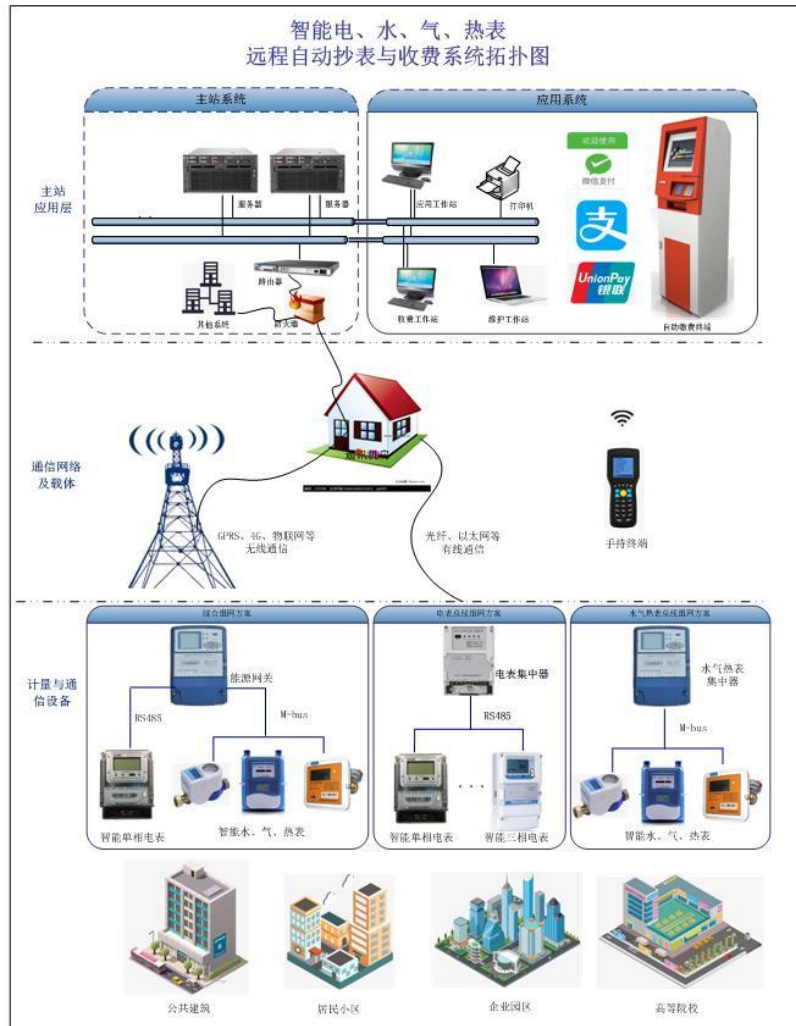 智能电、水、气、热表
远程自动抄表与收费系统拓扑图
主站系统
应用系统
主站
应用层
服务器
服务器
应用工作站
打印机
欢迎使用
微信支付
支
UnionPay
银联
路由器
其他系统
防火墙
收费工作站
维护工作站
自助缴费终端
通信网络
及载体
GPRS、4G、物联网等
无线通信
光纤、以太网等
有线通信
手持终端
计量与通
信设备
综合组网方案
电表总线组网方案
水气热表总线组网方案
能源网关
电表集中器
水气热表
集中器
RS485
M-bus
RS485
M-bus
智能单相电表
智能水、气、热表
智能单相电表
...
智能三相电表
智能水、气、热表
公共建筑
居民小区
企业园区
高等院校